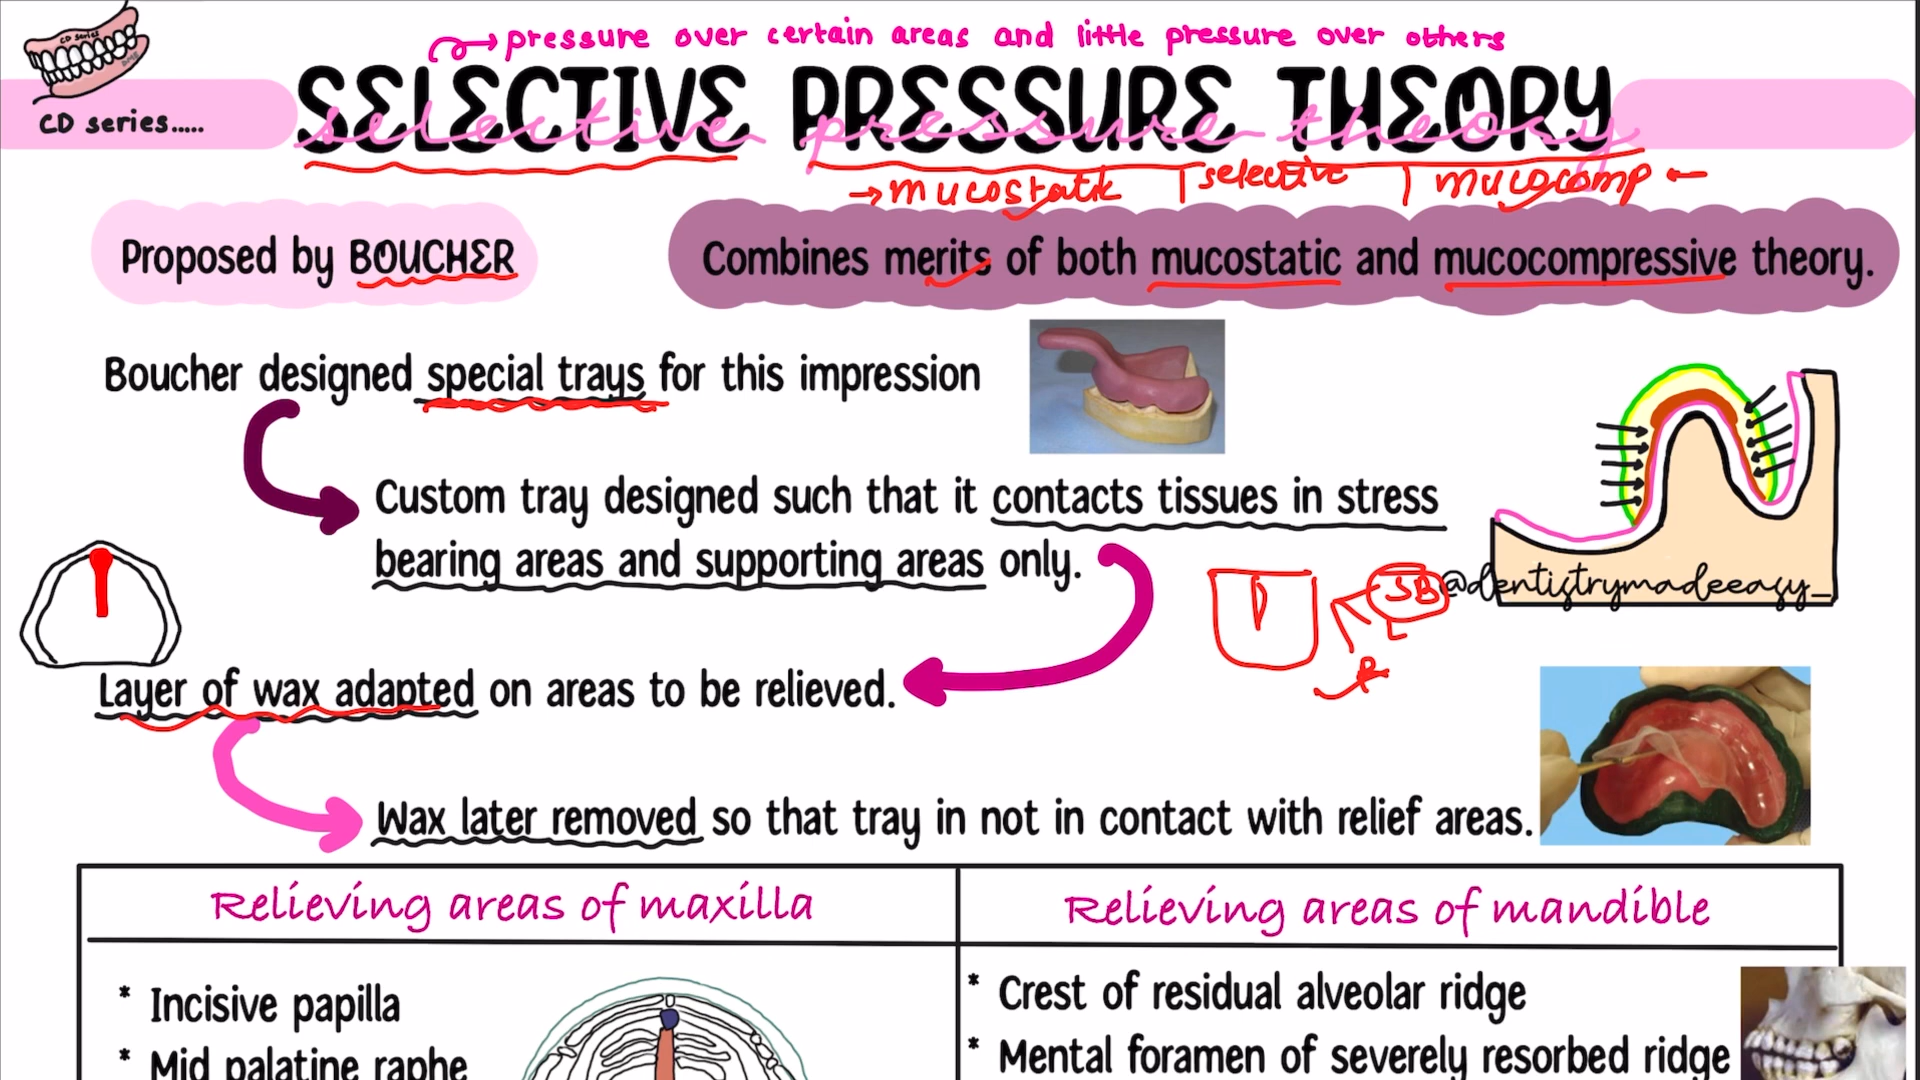 pressure over certain areas and little pressure over others
CD series
CD series.....
SELECTIVE PRESSURE THEORY
selective pressure theory
→ mucostatic | selective | mucocomp ←
Proposed by BOUCHER
Combines merits of both mucostatic and mucocompressive theory.
Boucher designed special trays for this impression
Custom tray designed such that it contacts tissues in stress
bearing areas and supporting areas only.
SB
R
@dentistrymadeeasy_
Layer of wax adapted on areas to be relieved.
Wax later removed so that tray in not in contact with relief areas.
Relieving areas of maxilla
Relieving areas of mandible
* Incisive papilla
* Mid palatine raphe
* Crest of residual alveolar ridge
* Mental foramen of severely resorbed ridge